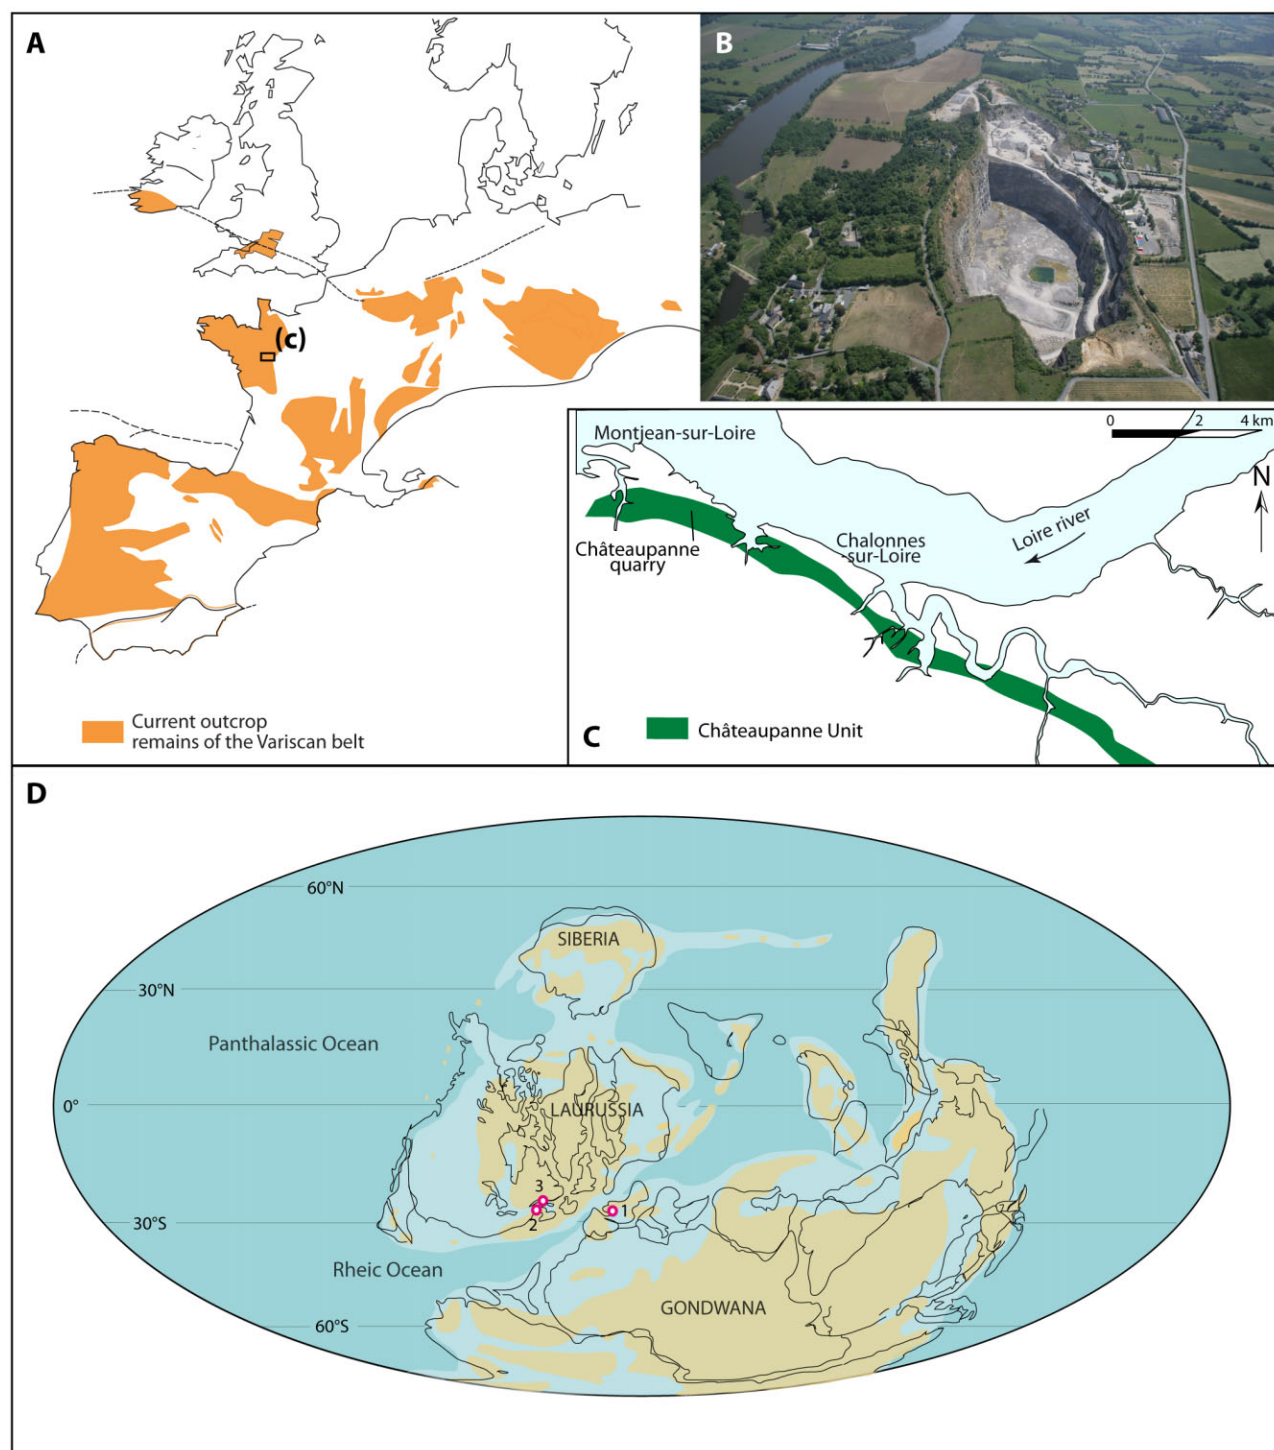 A
(c)
Current outcrop
remains of the Variscan belt
B
Montjean-sur-Loire
0 2 4 km
N
Châteaupanne
quarry
Chalonnes
-sur-Loire
Loire river
C
Châteaupanne Unit
D
60°N
SIBERIA
30°N
Panthalassic Ocean
0°
LAURUSSIA
3
2
1
30°S
Rheic Ocean
GONDWANA
60°S